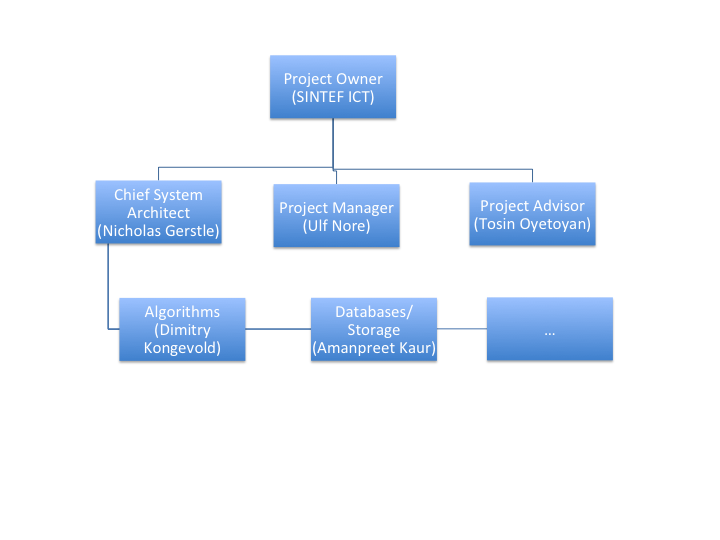 Project Owner
(SINTEF ICT)
Chief System
Architect
(Nicholas Gerstle)
Project Manager
(Ulf Nore)
Project Advisor
(Tosin Oyetoyan)
Algorithms
(Dimitry
Kongevold)
Databases/
Storage
(Amanpreet Kaur)
...